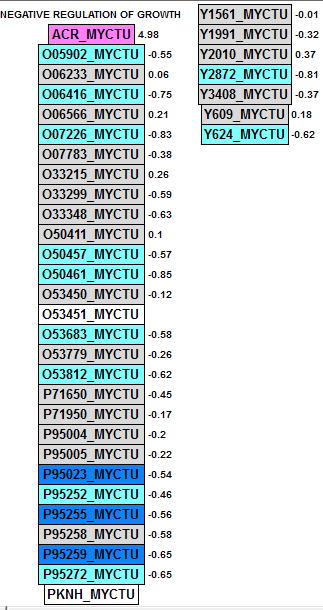 NEGATIVE REGULATION OF GROWTH
ACR_MYCTU 4.98
O05902_MYCTU -0.55
O06233_MYCTU 0.06
O06416_MYCTU -0.75
O06566_MYCTU 0.21
O07226_MYCTU -0.83
O07783_MYCTU -0.38
O33215_MYCTU 0.26
O33299_MYCTU -0.59
O33348_MYCTU -0.63
O50411_MYCTU 0.1
O50457_MYCTU -0.57
O50461_MYCTU -0.85
O53450_MYCTU -0.12
O53451_MYCTU
O53683_MYCTU -0.58
O53779_MYCTU -0.26
O53812_MYCTU -0.62
P71650_MYCTU -0.45
P71950_MYCTU -0.17
P95004_MYCTU -0.2
P95005_MYCTU -0.22
P95023_MYCTU -0.54
P95252_MYCTU -0.46
P95255_MYCTU -0.56
P95258_MYCTU -0.58
P95259_MYCTU -0.65
P95272_MYCTU -0.65
PKNH_MYCTU
Y1561_MYCTU -0.01
Y1991_MYCTU -0.32
Y2010_MYCTU 0.37
Y2872_MYCTU -0.81
Y3408_MYCTU -0.37
Y609_MYCTU 0.18
Y624_MYCTU -0.62